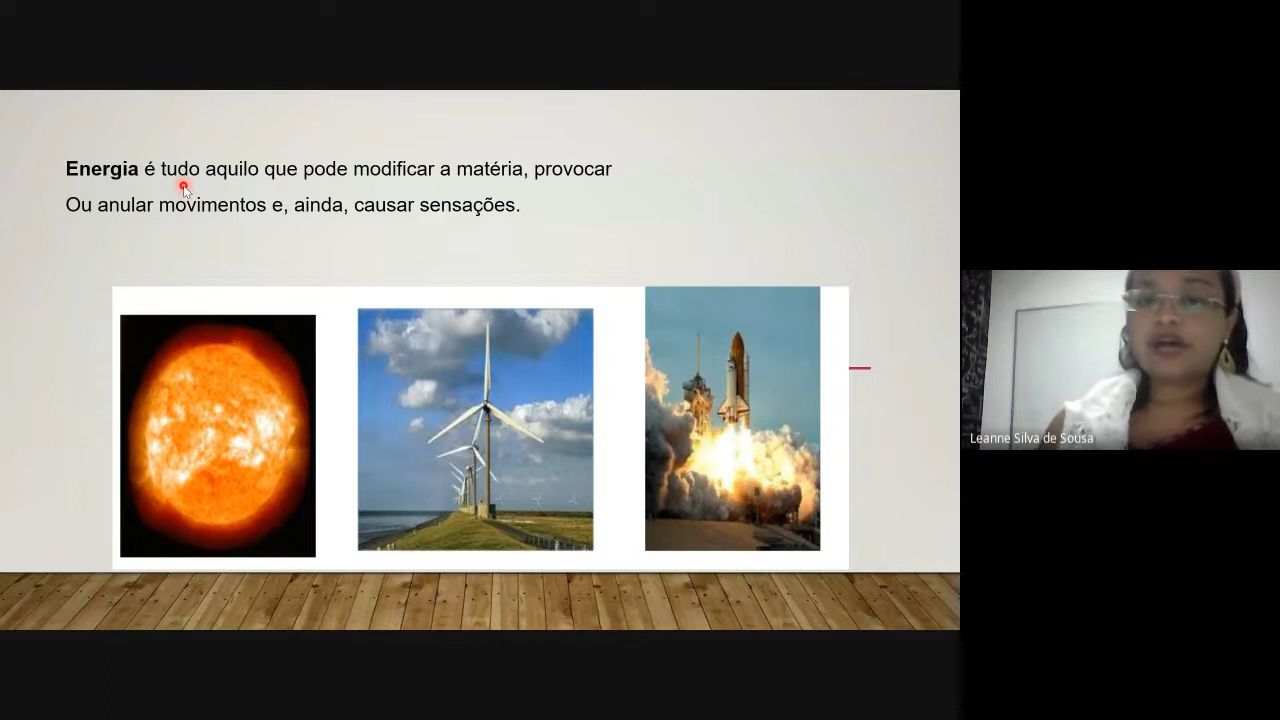 Energia é tudo aquilo que pode modificar a matéria, provocar
Ou anular movimentos e, ainda, causar sensações.
Leanne Silva de Sousa